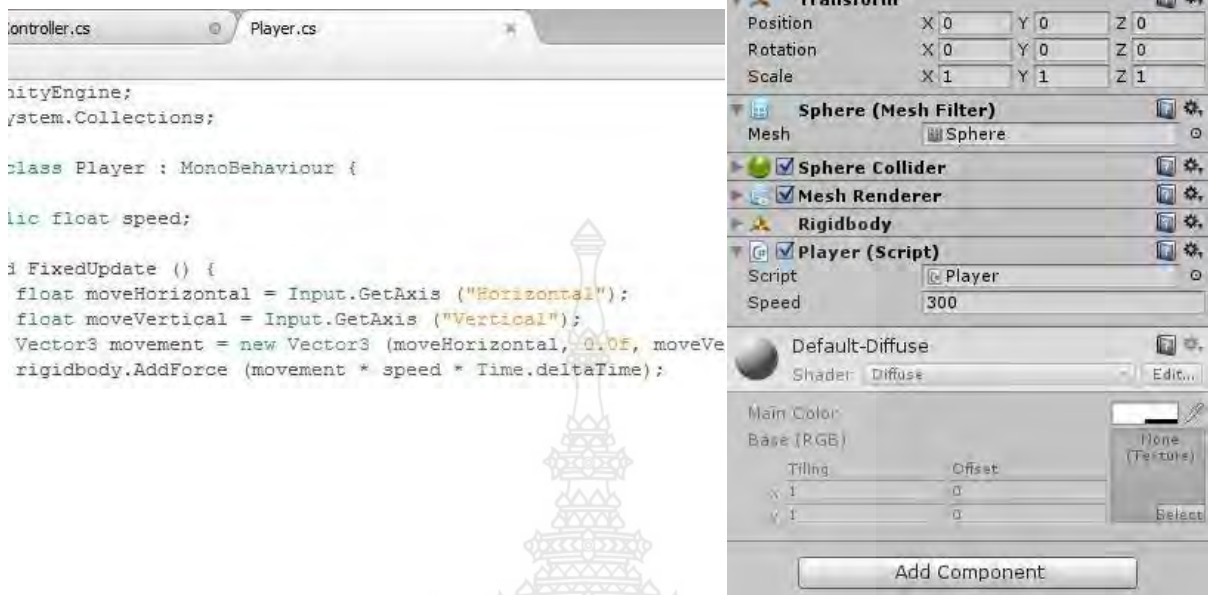 ontroller.cs
Player.cs
nityEngine;
ystem.Collections;
class Player : MonoBehaviour {
lic float speed;
d FixedUpdate () {
float moveHorizontal = Input.GetAxis ("Horizontal");
float moveVertical = Input.GetAxis ("Vertical");
Vector3 movement = new Vector3 (moveHorizontal, 0.0f, moveVe
rigidbody.AddForce (movement * speed * Time.deltaTime);
Transform
Position X 0 Y 0 Z 0
Rotation X 0 Y 0 Z 0
Scale X 1 Y 1 Z 1
Sphere (Mesh Filter)
Mesh Sphere
Sphere Collider
Mesh Renderer
Rigidbody
Player (Script)
Script Player
Speed 300
Default-Diffuse
Shader Diffuse Edit...
Main Color
Base (RGB) None
(Texture)
Tiling Offset
x 1 0
y 1 0
Select
Add Component